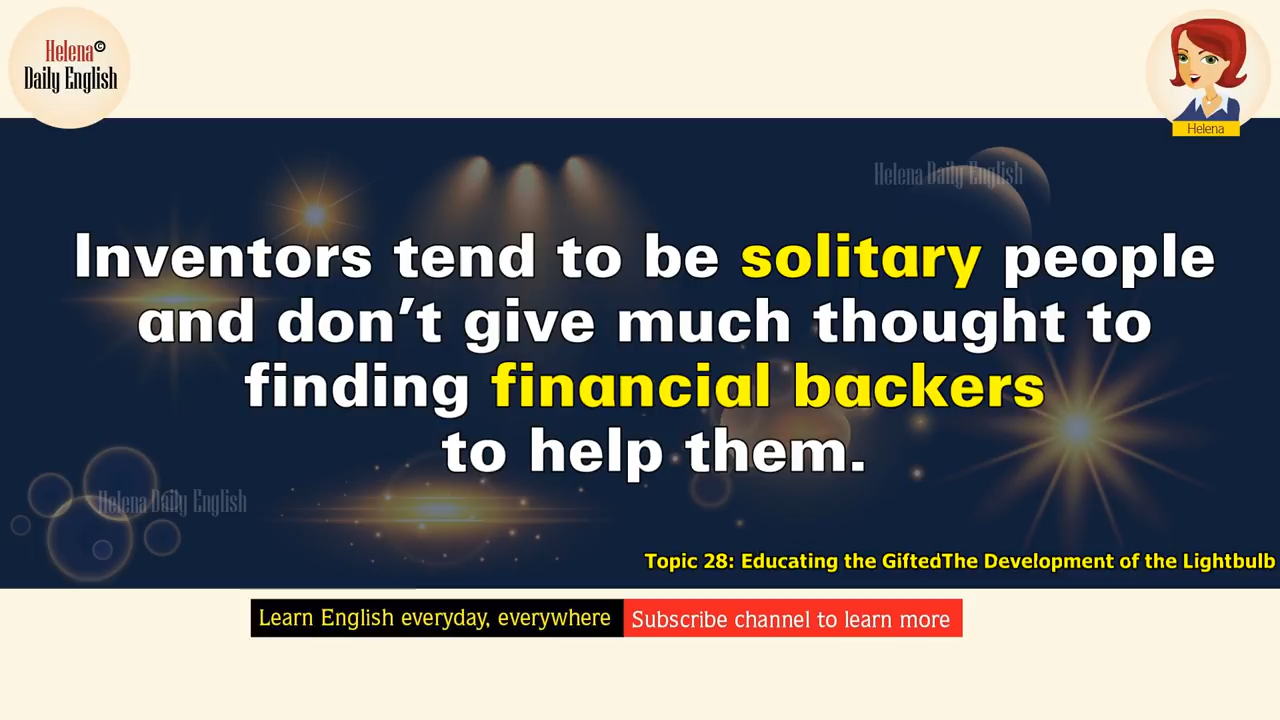 Helena©
Daily English
Helena
Helena Daily English
Inventors tend to be solitary people
and don't give much thought to
finding financial backers
to help them.
Helena Daily English
Topic 28: Educating the GiftedThe Development of the Lightbulb
Learn English everyday, everywhere
Subscribe channel to learn more